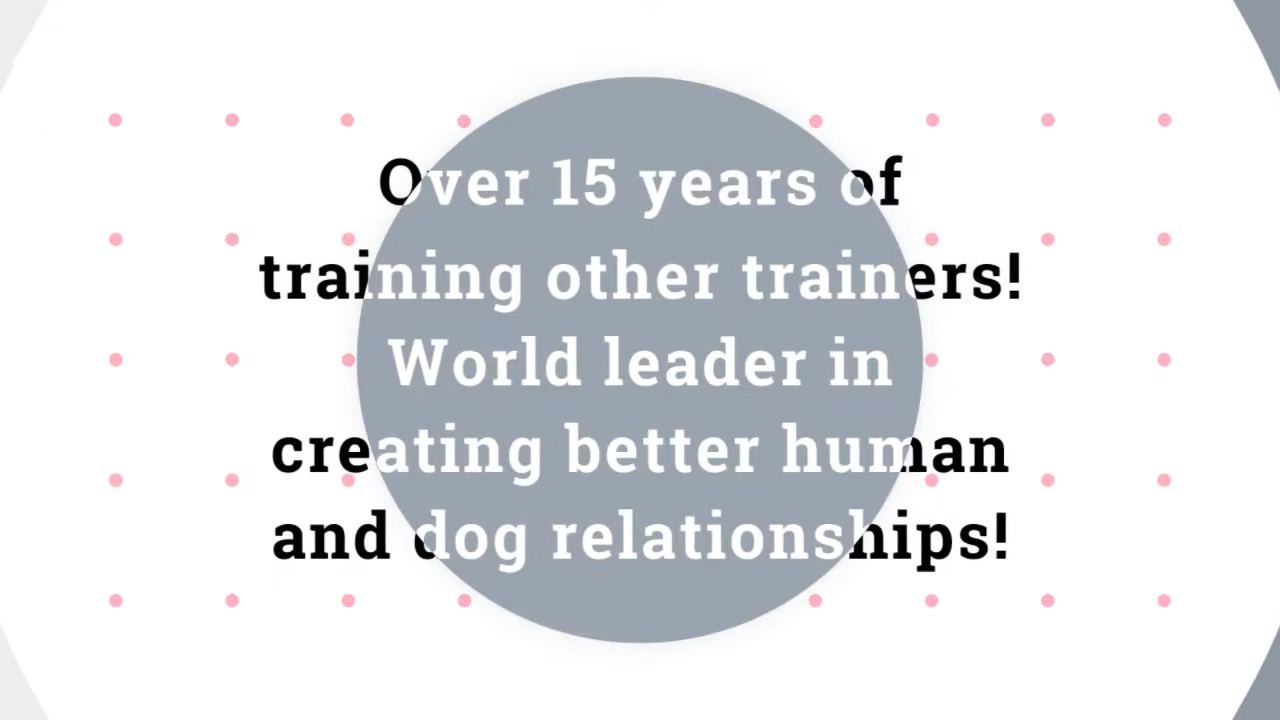 Over 15 years of
training other trainers!
World leader in
creating better human
and dog relationships!